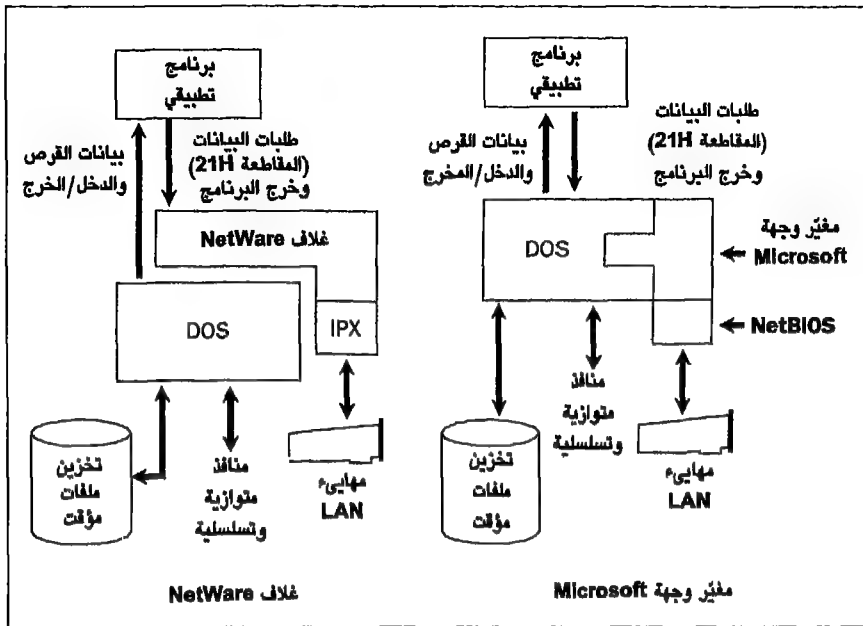 برنامج
تطبيقي
طلبات البيانات
(المقاطعة 21H)
وخرج البرنامج
بيانات القرص
والدخل/الخرج
غلاف NetWare
DOS
IPX
تخزين
ملفات
مؤقت
منافذ
متوازية
وتسلسلية
مهايىء
LAN
غلاف NetWare
برنامج
تطبيقي
طلبات البيانات
(المقاطعة 21H)
وخرج البرنامج
بيانات القرص
والدخل/المخرج
DOS
مغيّر وجهة
Microsoft
NetBIOS
تخزين
ملفات
مؤقت
منافذ
متوازية
وتسلسلية
مهايىء
LAN
مغيّر وجهة Microsoft